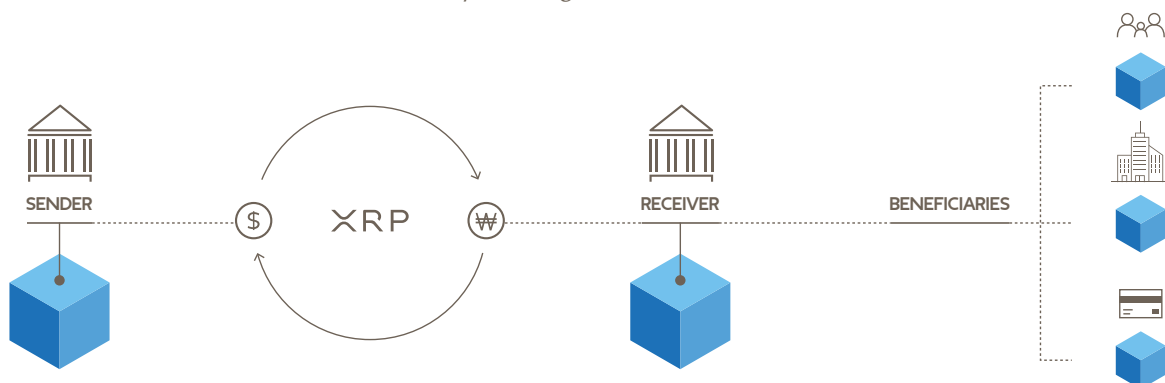 SENDER
$
XRP
₩
RECEIVER
BENEFICIARIES